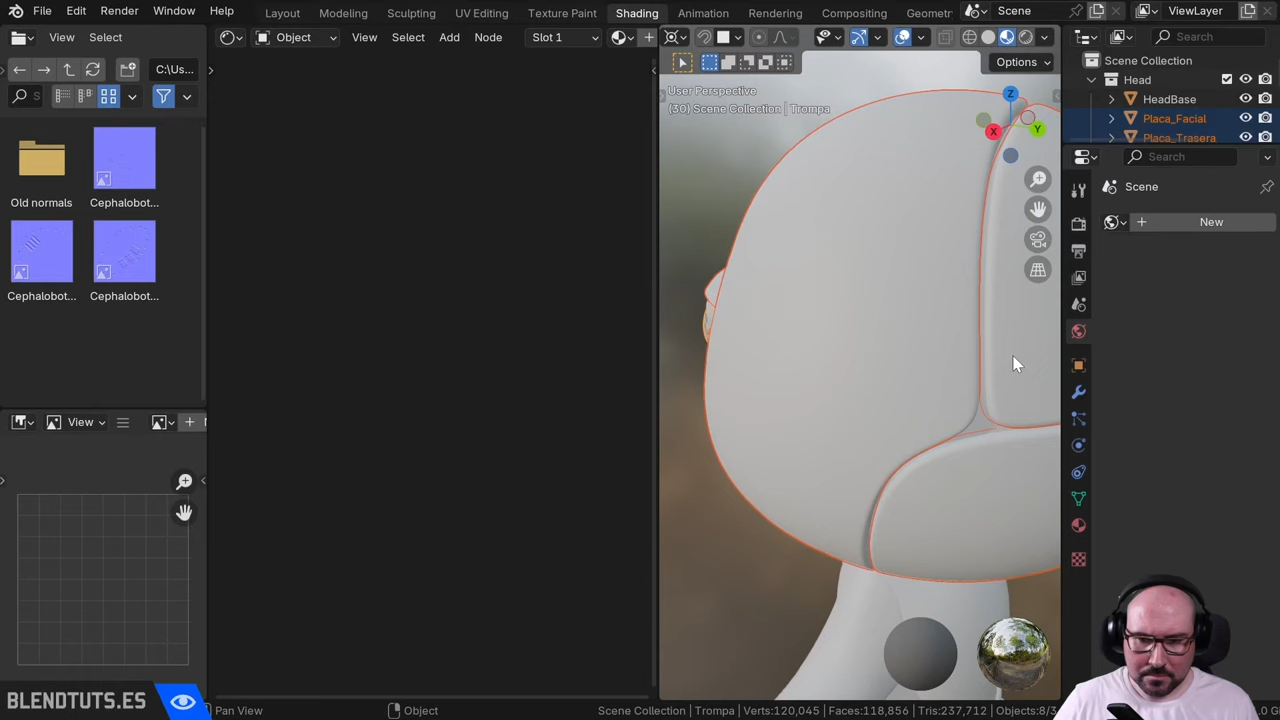 File Edit Render Window Help Layout Modeling Sculpting UV Editing Texture Paint Shading Animation Rendering Compositing Geometr Scene ViewLayer
View Select Object View Select Add Node Slot 1
C:\Us...
S
Options
User Perspective
(30) Scene Collection | Trompa
Z
X
Y
Old normals
Cephalobot...
Cephalobot...
Cephalobot...
View
Search
Scene Collection
Head
HeadBase
Placa_Facial
Placa_Trasera
Search
Scene
New
BLENDTUTS.ES
Pan View
Object
Scene Collection | Trompa | Verts:120,045 | Faces:118,856 | Tris:237,712 | Objects:8/3